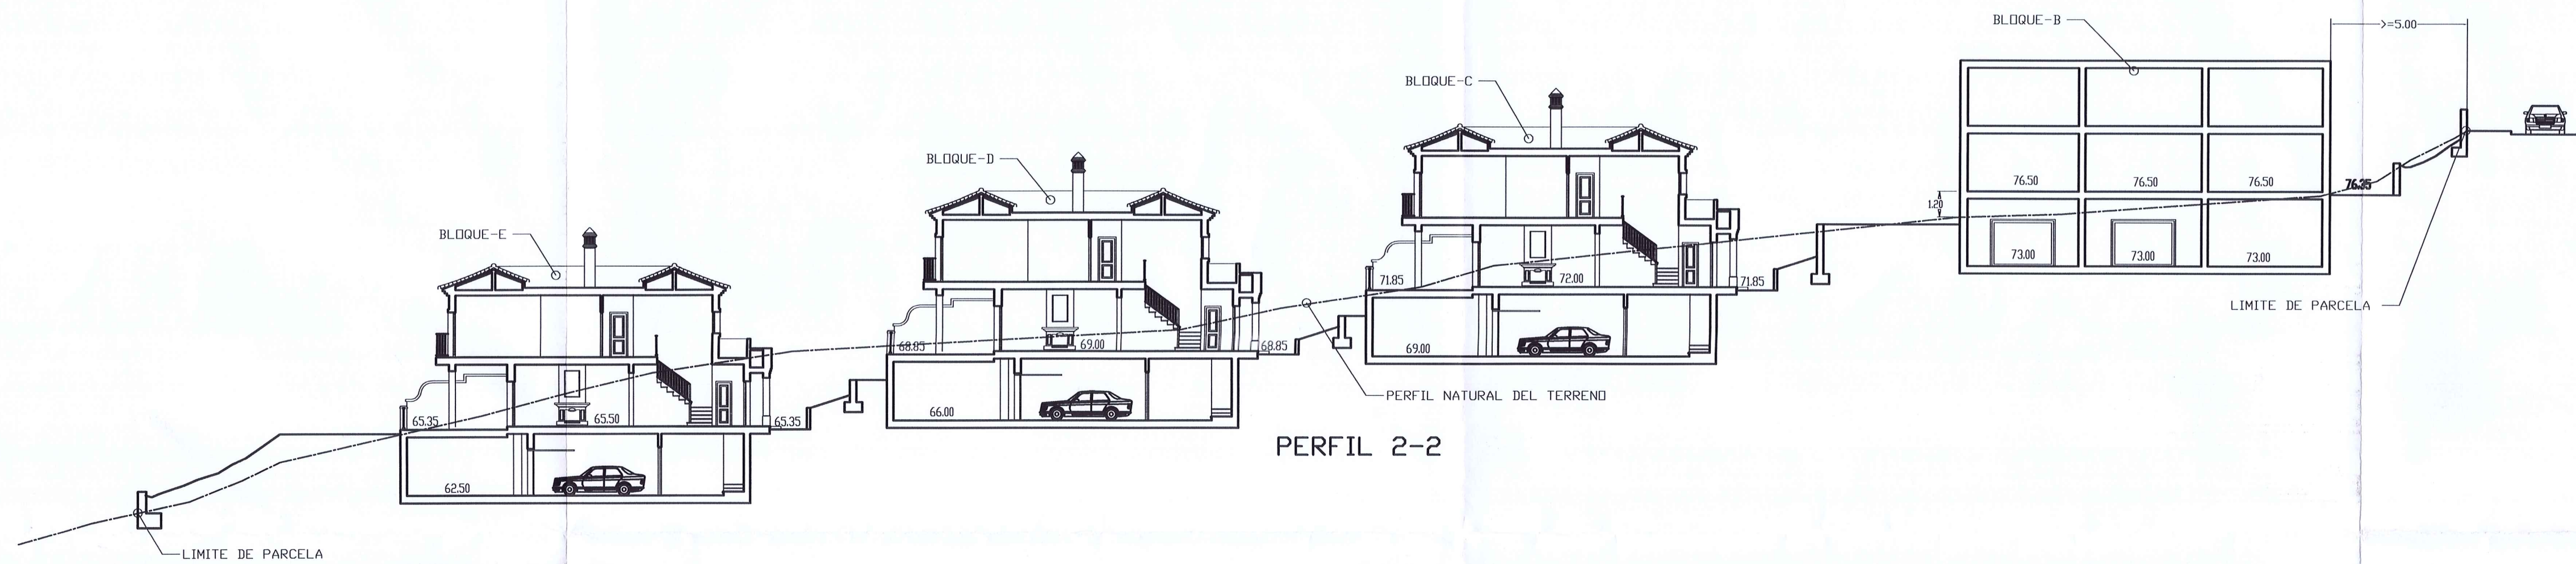 BLOQUE-B
>=5.00
BLOQUE-C
BLOQUE-D
BLOQUE-E
76.50
76.50
76.50
76.35
1.20
73.00
73.00
73.00
LIMITE DE PARCELA
71.85
72.00
71.85
69.00
68.85
69.00
68.85
66.00
PERFIL NATURAL DEL TERRENO
65.35
65.50
65.35
62.50
PERFIL 2-2
LIMITE DE PARCELA